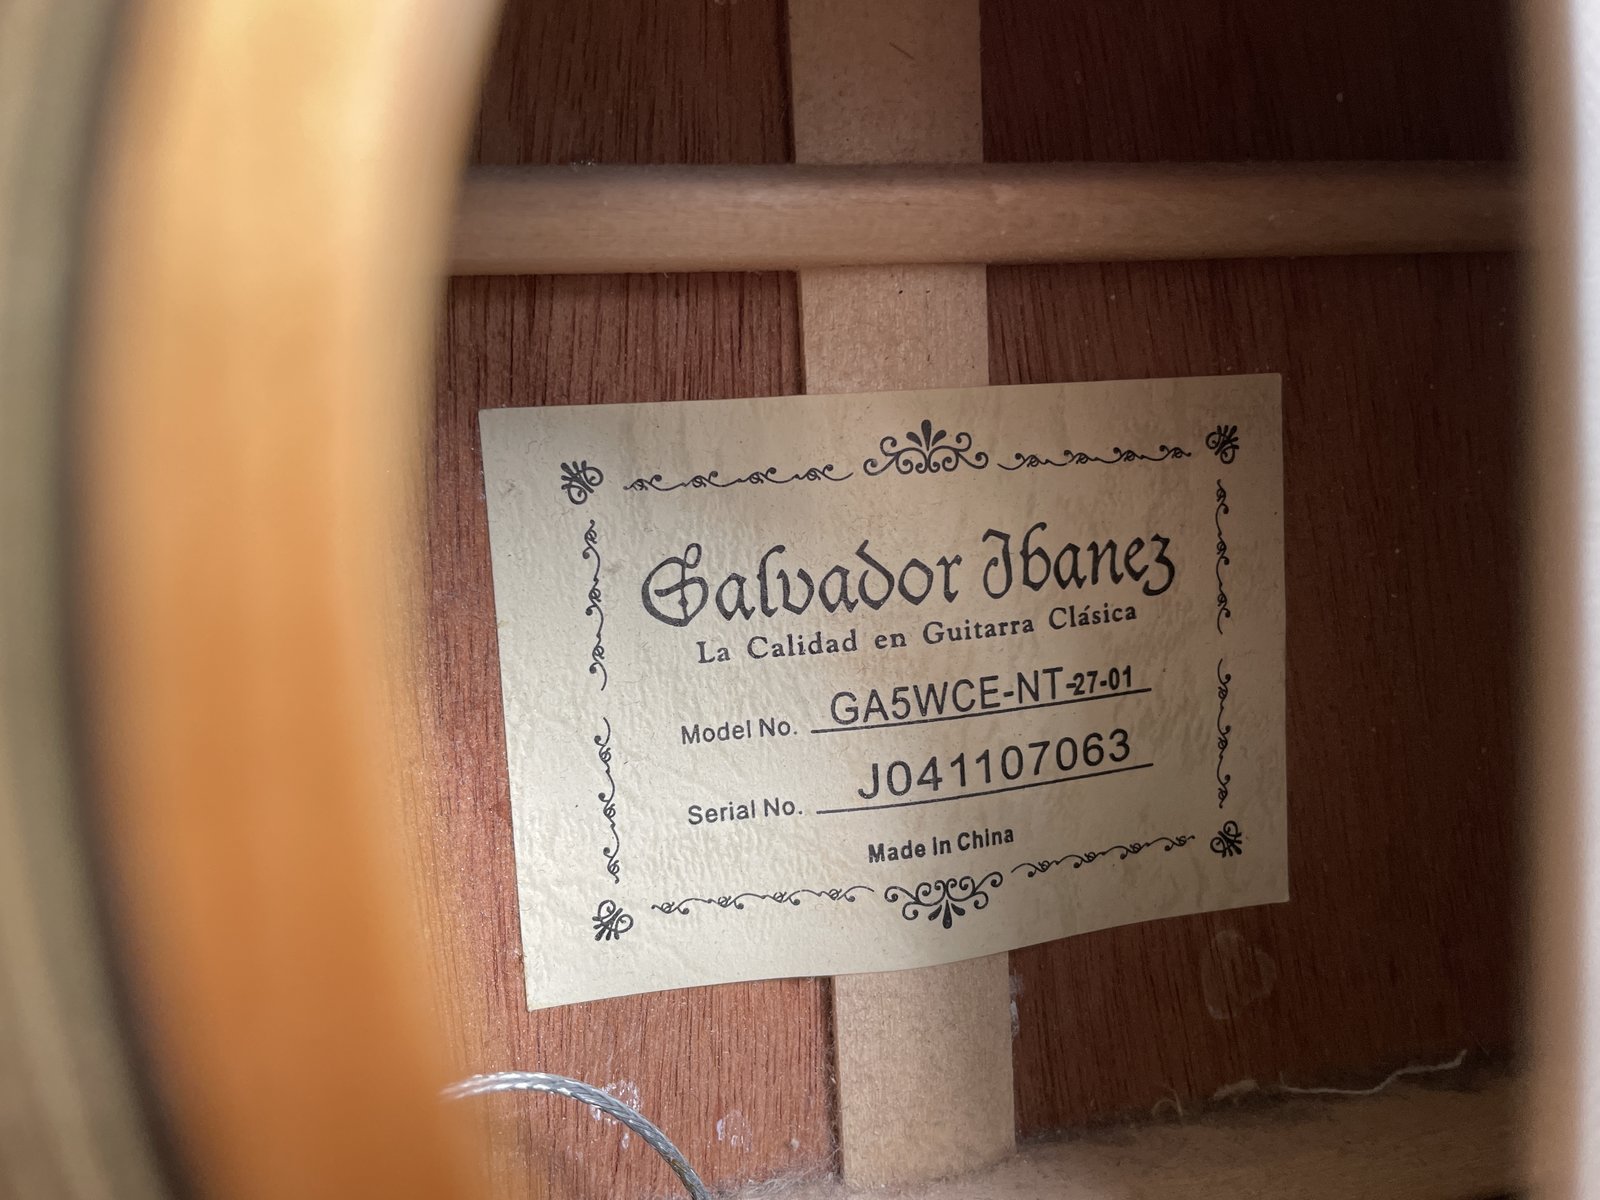 Salvador Ibanez
La Calidad en Guitarra Clásica
Model No. GA5WCE-NT-27-01
Serial No. J041107063
Made In China